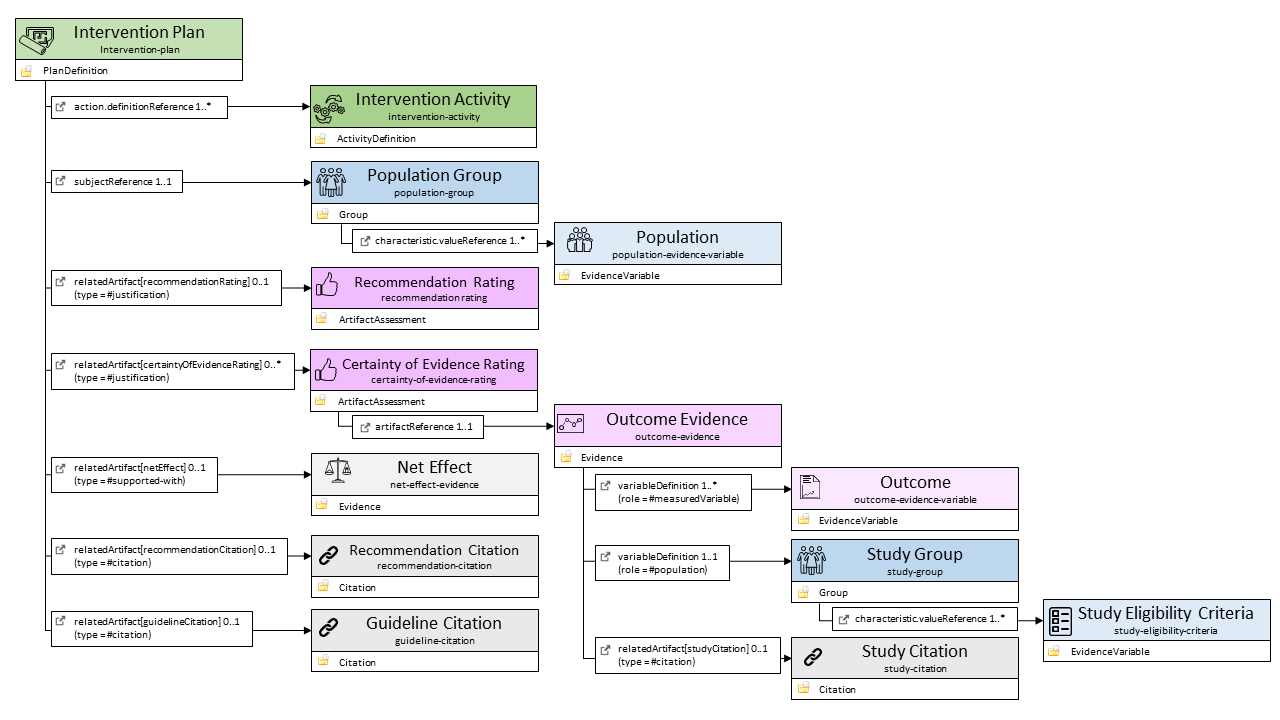 Intervention Plan
Intervention-plan
PlanDefinition
action.definitionReference 1..*
Intervention Activity
intervention-activity
ActivityDefinition
subjectReference 1..1
Population Group
population-group
Group
characteristic.valueReference 1..*
Population
population-evidence-variable
EvidenceVariable
relatedArtifact[recommendationRating] 0..1
(type = #justification)
Recommendation Rating
recommendation rating
ArtifactAssessment
relatedArtifact[certaintyOfEvidenceRating] 0..*
(type = #justification)
Certainty of Evidence Rating
certainty-of-evidence-rating
ArtifactAssessment
artifactReference 1..1
Outcome Evidence
outcome-evidence
Evidence
relatedArtifact[netEffect] 0..1
(type = #supported-with)
Net Effect
net-effect-evidence
Evidence
variableDefinition 1..*
(role = #measuredVariable)
Outcome
outcome-evidence-variable
EvidenceVariable
relatedArtifact[recommendationCitation] 0..1
(type = #citation)
Recommendation Citation
recommendation-citation
Citation
variableDefinition 1..1
(role = #population)
Study Group
study-group
Group
characteristic.valueReference 1..*
Study Eligibility Criteria
study-eligibility-criteria
EvidenceVariable
relatedArtifact[guidelineCitation] 0..1
(type = #citation)
Guideline Citation
guideline-citation
Citation
relatedArtifact[studyCitation] 0..1
(type = #citation)
Study Citation
study-citation
Citation